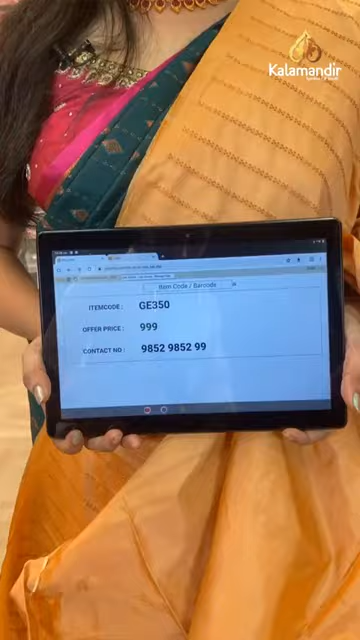 Kalamandir
Item Code / Barcode
ITEMCODE : GE350
OFFER PRICE : 999
CONTACT NO : 9852 9852 99